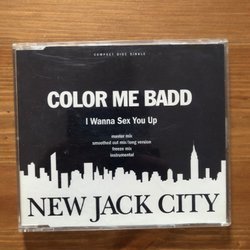 COMPACT DISC SINGLE
COLOR ME BADD
I Wanna Sex You Up
master mix
smoothed out mix/long version
freeze mix
instrumental
NEW JACK CITY